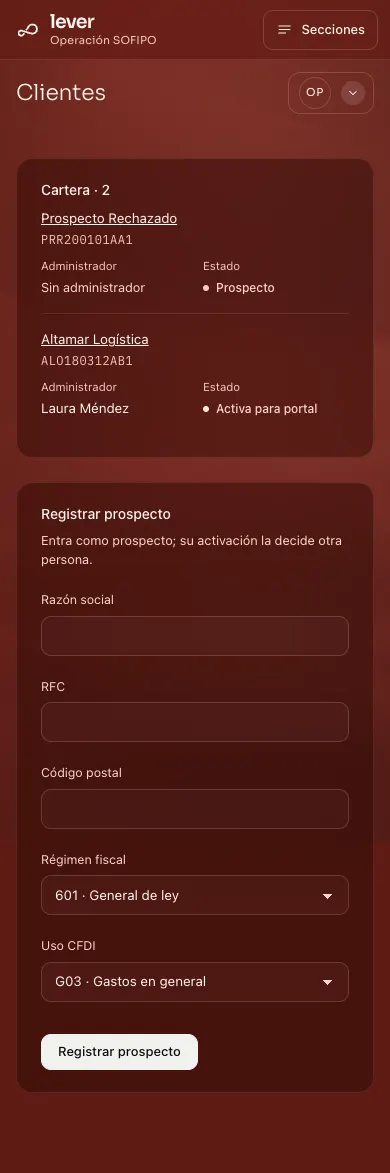 lever
Operación SOFIPO
Secciones
Clientes
OP
Cartera · 2
Prospecto Rechazado
PRR200101AA1
Administrador
Estado
Sin administrador
Prospecto
Altamar Logística
ALO180312AB1
Administrador
Estado
Laura Méndez
Activa para portal
Registrar prospecto
Entra como prospecto; su activación la decide otra
persona.
Razón social
RFC
Código postal
Régimen fiscal
601 · General de ley
Uso CFDI
G03 · Gastos en general
Registrar prospecto